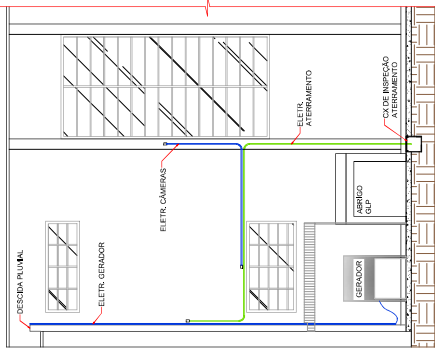 DESCIDA PLUVIAL
ELETR. GERADOR
ELETR. CÂMERAS
ELETR.
ATERRAMENTO
CX DE INSPEÇÃO
ATERRAMENTO
ABRIGO
GLP
GERADOR